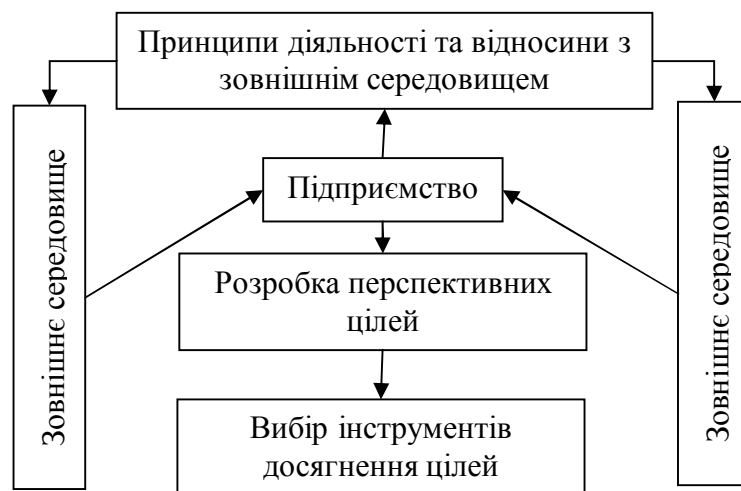 Принципи діяльності та відносини з
зовнішнім середовищем
Зовнішнє середовище
Підприємство
Зовнішнє середовище
Розробка перспективних
цілей
Вибір інструментів
досягнення цілей